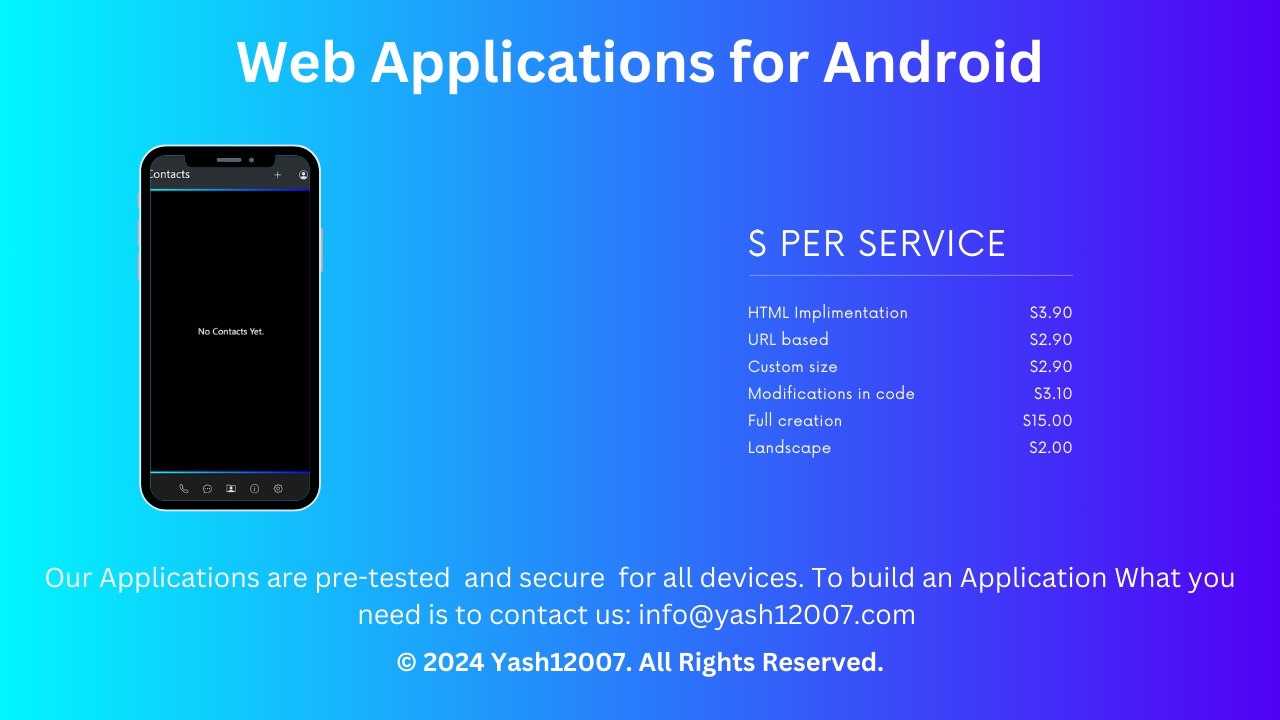 Web Applications for Android
Contacts
No Contacts Yet.
$ PER SERVICE
HTML Implimentation $3.90
URL based $2.90
Custom size $2.90
Modifications in code $3.10
Full creation $15.00
Landscape $2.00
Our Applications are pre-tested and secure for all devices. To build an Application What you
need is to contact us: info@yash12007.com
© 2024 Yash12007. All Rights Reserved.